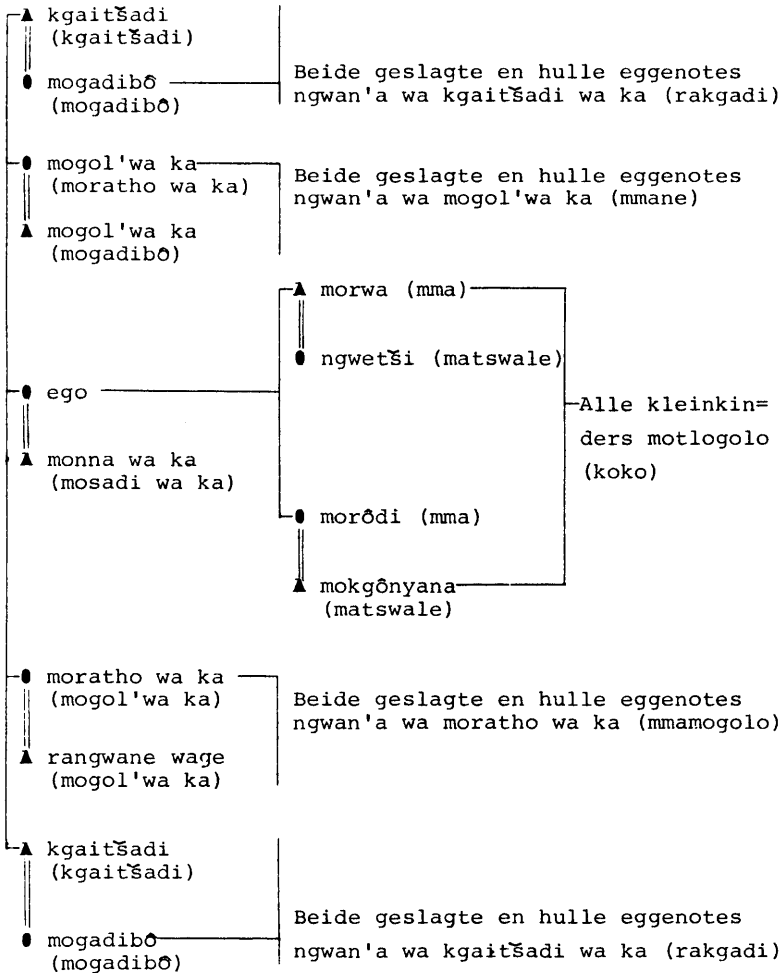 kgaitšadi
(kgaitšadi)
mogadibô
(mogadibô)
Beide geslagte en hulle eggenotes
ngwan'a wa kgaitšadi wa ka (rakgadi)
mogol'wa ka
(moratho wa ka)
Beide geslagte en hulle eggenotes
ngwan'a wa mogol'wa ka (mmane)
mogol'wa ka
(mogadibô)
morwa (mma)
ngwetši (matswale)
ego
Alle kleinkin=
ders motlogolo
(koko)
monna wa ka
(mosadi wa ka)
morôdi (mma)
mokgônyana
(matswale)
moratho wa ka
(mogol'wa ka)
Beide geslagte en hulle eggenotes
ngwan'a wa moratho wa ka (mmamogolo)
rangwane wage
(mogol'wa ka)
kgaitšadi
(kgaitšadi)
mogadibô
(mogadibô)
Beide geslagte en hulle eggenotes
ngwan'a wa kgaitšadi wa ka (rakgadi)